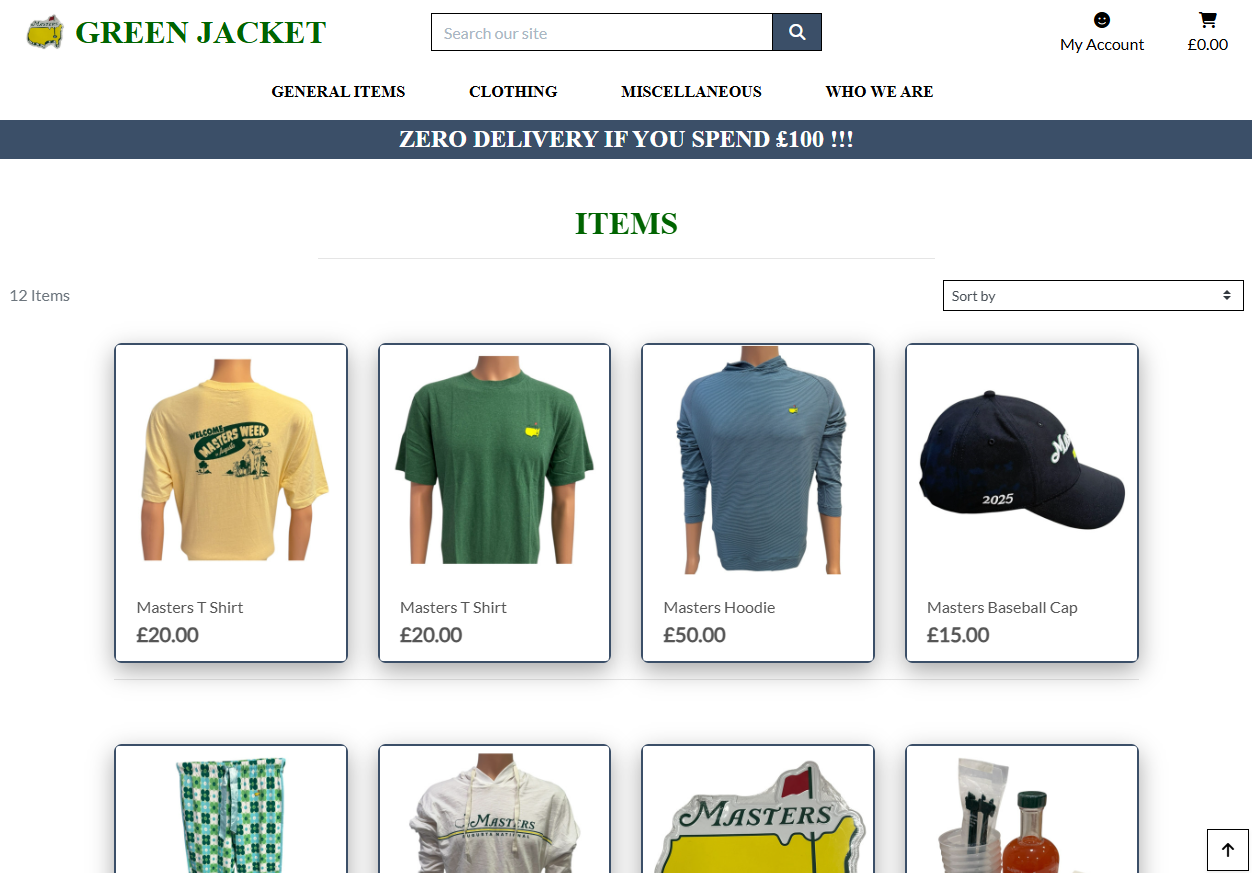 Masters
GREEN JACKET
Search our site
My Account
£0.00
GENERAL ITEMS
CLOTHING
MISCELLANEOUS
WHO WE ARE
ZERO DELIVERY IF YOU SPEND £100 !!!
ITEMS
12 Items
Sort by
WELCOME
MASTERS WEEK
2025
Masters T Shirt
£20.00
Masters T Shirt
£20.00
Masters Hoodie
£50.00
Masters Baseball Cap
£15.00
MASTERS
AUGUSTA NATIONAL
MASTERS